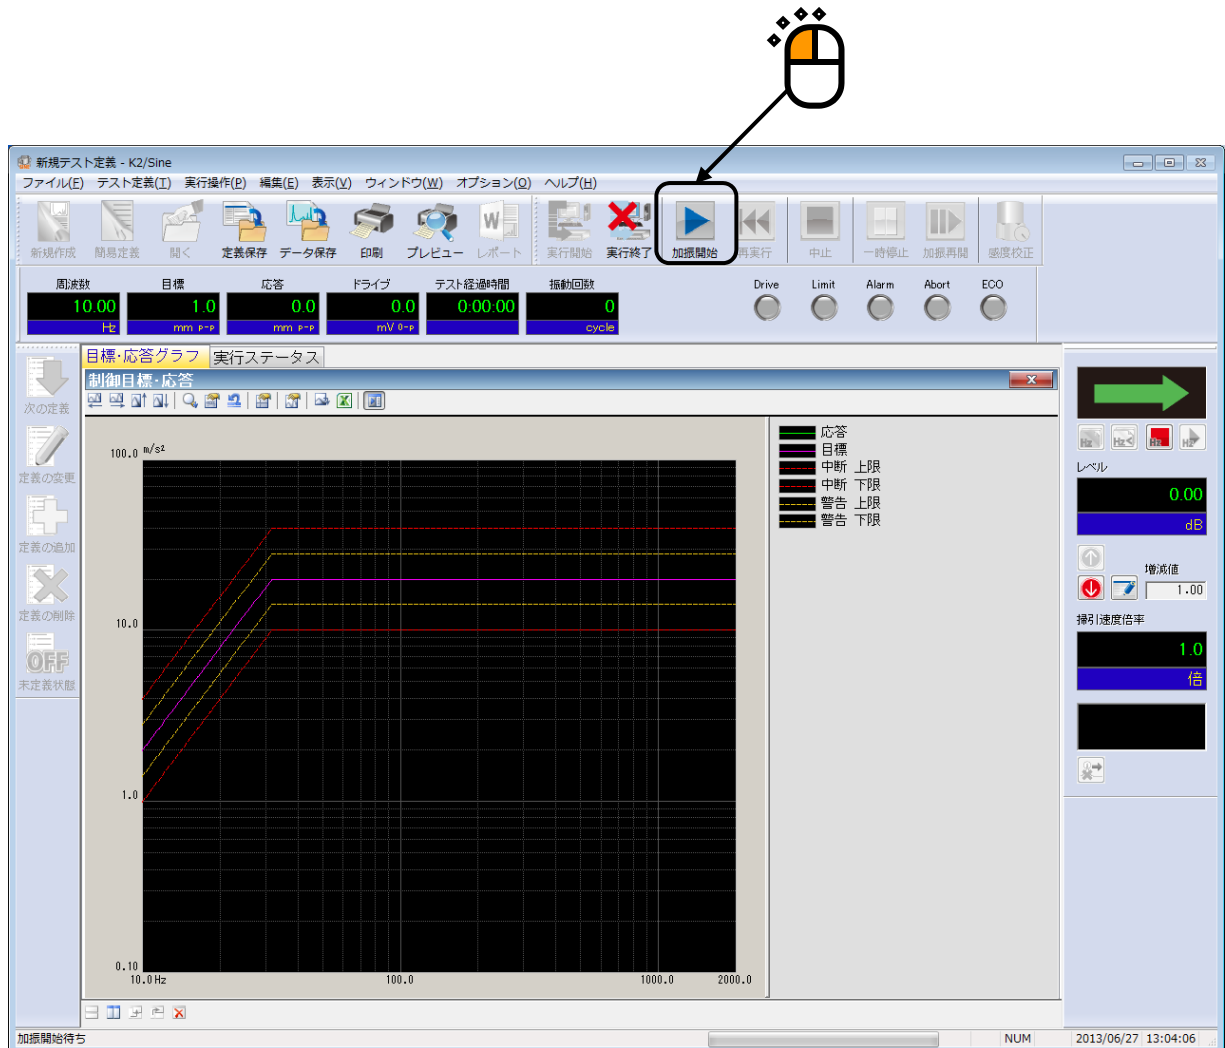 新規テスト定義 - K2/Sine
ファイル(F) テスト定義(T) 実行操作(P) 編集(E) 表示(V) ウィンドウ(W) オプション(O) ヘルプ(H)
新規作成 簡易定義 開く 定義保存 データ保存 印刷 プレビュー レポート 実行開始 実行終了 加振開始 再実行 中止 一時停止 加振再開 感度校正
周波数 目標 応答 ドライブ テスト経過時間 振動回数 Drive Limit Alarm Abort ECO
10.00 1.0 0.0 0.0 0:00:00 0
Hz mm P-P mm P-P mV 0-P cycle
目標・応答グラフ 実行ステータス
制御目標・応答
次の定義
定義の変更
定義の追加
定義の削除
OFF
未定義状態
100.0 m/s²
10.0
1.0
0.10
10.0 Hz 100.0 1000.0 2000.0
応答
目標
中断 上限
中断 下限
警告 上限
警告 下限
レベル
0.00
dB
増減値
1.00
掃引速度倍率
1.0
倍
加振開始待ち NUM 2013/06/27 13:04:06